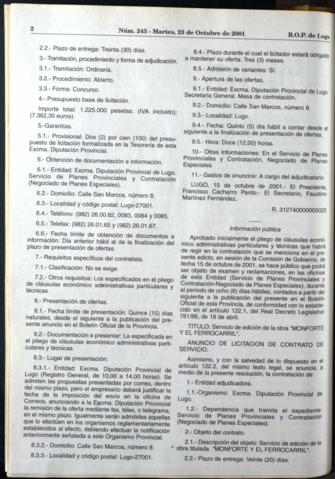 2
Núm. 243 - Martes, 23 de Octubre de 2001
B.O.P. de Lugo
2.2.- Plazo de entrega: Treinta (30) días.
3.-Tramitación, procedimiento y forma de adjudicación.
3.1.- Tramitación: Ordinaria.
3.2.- Procedimiento: Abierto.
3.3.- Forma: Concurso.
4.- Presupuesto base de licitación.
Importe total: 1.225.000 pesetas. (IVA incluido);
(7.362,30 euros).
5.-Garantías.
5.1.- Provisional: Dos (2) por cien (100) del presu-
puesto de licitación formalizada en la Tesorería de esta
Excma. Diputación Provincial.
6.- Obtención de documentación e información.
6.1.- Entidad: Excma. Diputación Provincial de Lugo.
Servicio de Planes Provinciales y Contratación
(Negociado de Planes Especiales).
6.2.- Domicilio: Calle San Marcos, número 8.
6.3.- Localidad y código postal: Lugo-27001.
6.4.- Teléfono: (982) 26.00.82, 0083, 0084 y 0085.
6.5.- Telefax: (982) 26.01.65 y (982) 26.01.67.
6.6.- Fecha límite de obtención de documentos e
información: Día anterior hábil al de la finalización del
plazo de presentación de ofertas.
7.- Requisitos específicos del contratista.
7.1.- Clasificación: No se exige.
7.2.- Otros requisitos: Los especificados en el pliego
de cláusulas económico administrativas particulares y
técnicas.
8.- Presentación de ofertas.
8.1.- Fecha límite de presentación: Quince (15) días
naturales, desde el siguiente a la publicación del pre-
sente anuncio en el Boletín Oficial de la Provincia.
8.2.- Documentación a presentar: La especificada en
el pliego de cláusulas económico administrativas parti-
culares y técnicas.
8.3.- Lugar de presentación:
8.3.1.- Entidad: Excma. Diputación Provincial de
Lugo (Registro General, de 10,00 a 14,00 horas). Se
admiten las propuestas presentadas por correo, dentro
del mismo plazo, pero el empresario deberá justificar la
fecha de la imposición del envío en la oficina de
Correos, anunciando a la Excma. Diputación Provincial
la remisión de la oferta mediante fax, télex, o telegrama,
en el mismo plazo. Igualmente serán admitidas aquellas
que lo efectúen en los organismos reglamentariamente
establecidos al efecto, debiendo efectuar la notificación
anteriormente señalada a este Organismo Provincial.
8.3.2.- Domicilio: Calle San Marcos, número 8.
8.3.3.- Localidad y código postal: Lugo-27001.
8.4.- Plazo durante el cual el licitador estará obligado
a mantener su oferta: Tres (3) meses.
8.5.- Admisión de variantes: Sí.
9.- Apertura de las ofertas.
9.1.- Entidad: Excma. Diputación Provincial de Lugo.
Secretaría General. Mesa de contratación.
9.2.- Domicilio: Calle San Marcos, número 8.
9.3.- Localidad: Lugo.
9.4.- Fecha: Quinto (5) día hábil a contar desde el
siguiente a la finalización de presentación de ofertas.
9.5.- Hora: Doce (12,00) horas.
10.- Otras informaciones: En el Servicio de Planes
Provinciales y Contratación, Negociado de Planes
Especiales.
11.- Gastos de anuncios: A cargo del adjudicatario.
LUGO, 15 de octubre de 2001.- El Presidente,
Francisco Cacharro Pardo.- El Secretario, Faustino
Martínez Fernández.
Información pública
Aprobado inicialmente el pliego de cláusulas econó-
mico administrativas particulares y técnicas que habrá
de regir en la contratación que se menciona en el pre-
sente edicto, en sesión de la Comisión de Gobierno, de
fecha 15 de octubre de 2001, se hace público que podrá
ser objeto de examen y reclamaciones, en las oficinas
de esta Entidad (Servicio de Planes Provinciales y
Contratación-Negociado de Planes Especiales), durante
el período de ocho (8) días hábiles, contados a partir de
siguiente a la publicación del presente en el Boletín
Oficial de esta Provincia, de conformidad con lo estable-
cido en el artículo 122.1, del Real Decreto Legislativo
781/86, de 18 de abril.
TITULO: Servicio de edición de la obra "MONFORTE
Y EL FERROCARRIL".
ANUNCIO DE LICITACION DE CONTRATO DE
SERVICIO.
Asimismo, y con la salvedad de lo dispuesto en el
artículo 122.2, del mismo texto legal, se anuncia, a
medio de la presente resolución, la contratación de:
1.- Entidad adjudicadora.
1.1.-Organismo: Excma. Diputación Provincial de
Lugo.
1.2.- Dependencia que tramita el expediente:
Servicio de Planes Provinciales y Contratación
(Negociado de Planes Especiales).
2.- Objeto del contrato.
2.1.- Descripción del objeto: Servicio de edición de la
obra titulada "MONFORTE Y EL FERROCARRIL".
2.2.- Plazo de entrega: Veinte (20) días.